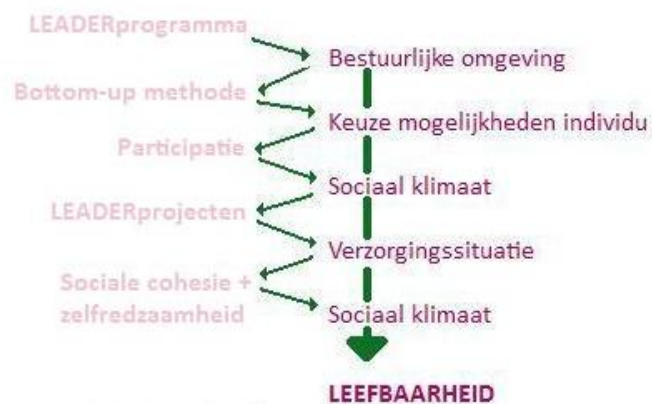 LEADERprogramma
Bestuurlijke omgeving
Bottom-up methode
Keuze mogelijkheden individu
Participatie
Sociaal klimaat
LEADERprojecten
Verzorgingssituatie
Sociale cohesie +
zelfredzaamheid
Sociaal klimaat
LEEFBAARHEID